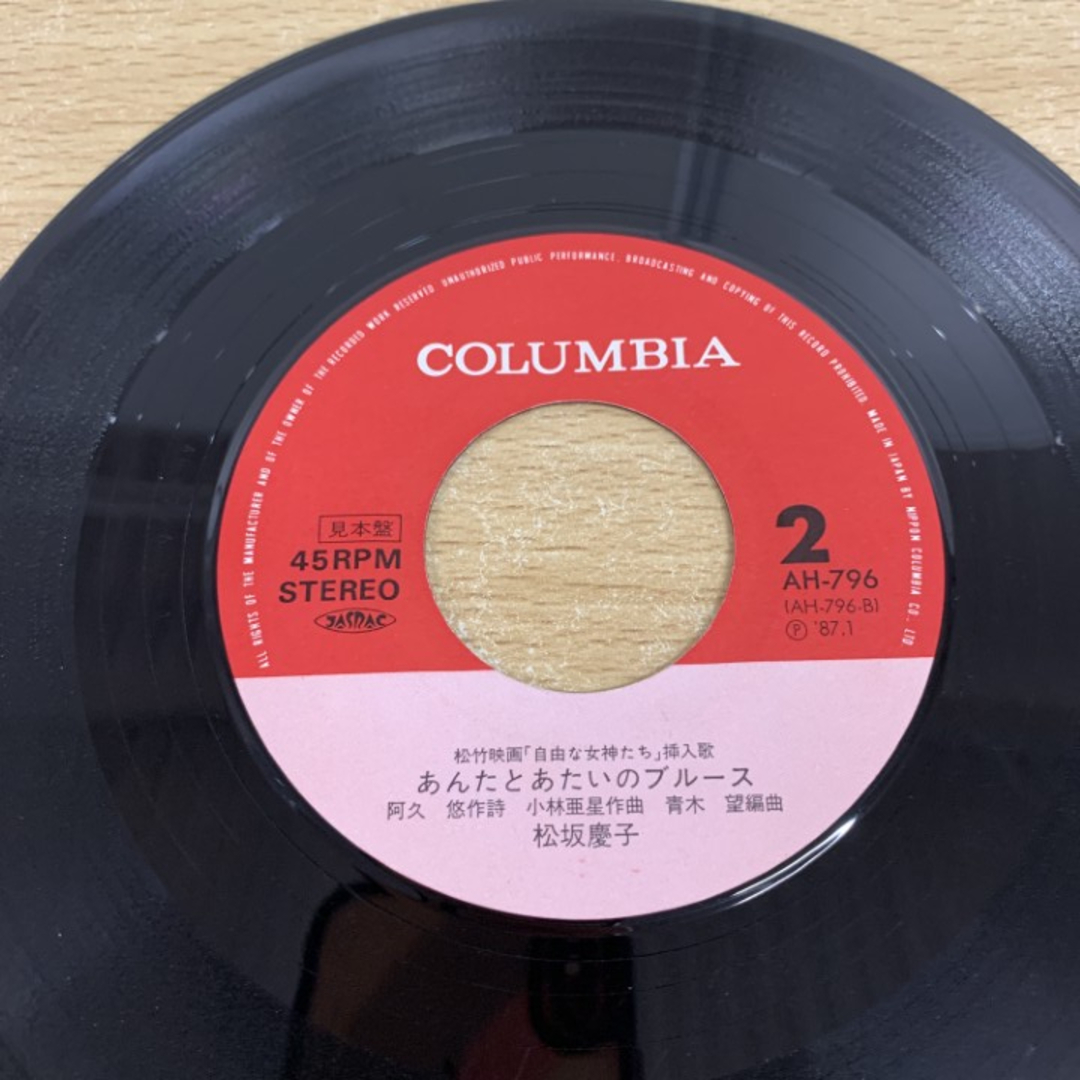 ALL RIGHTS OF THE MANUFACTURER AND OF THE OWNER OF THE RECORDED WORK RESERVED UNAUTHORIZED PUBLIC PERFORMANCE. BROADCASTING AND COPYING OF THIS RECORD PROHIBITED. MADE IN JAPAN BY NIPPON COLUMBIA CO., LTD
COLUMBIA
見本盤
45RPM
STEREO
JASRAC
2
AH-796
(AH-796-B)
Ⓟ '87.1
松竹映画「自由な女神たち」挿入歌
あんたとあたいのブルース
阿久 悠作詩 小林亜星作曲 青木 望編曲
松坂慶子